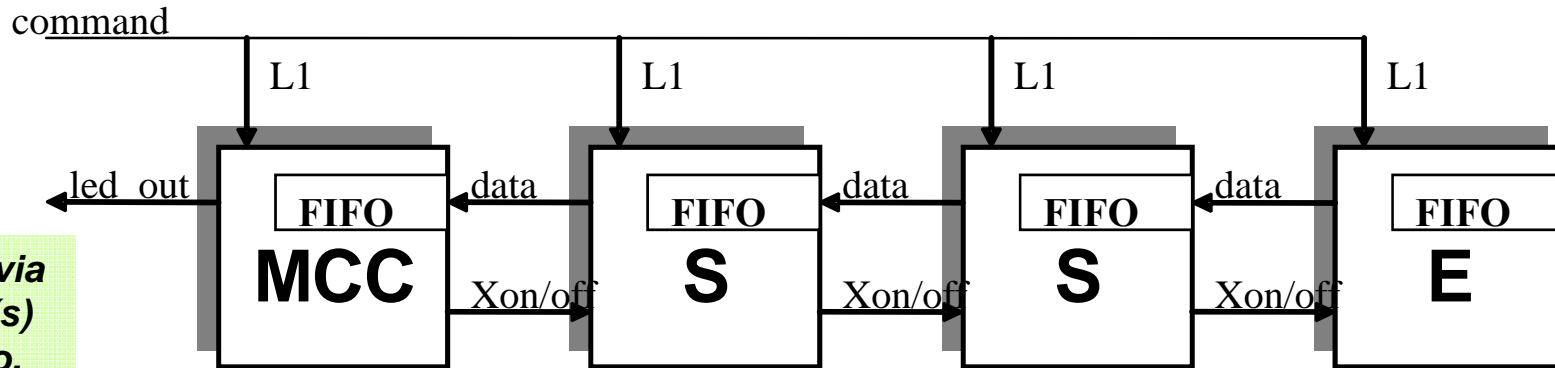 command
L1 L1 L1 L1
led_out data data data
FIFO FIFO FIFO FIFO
via
MCC S S E
Xon/off Xon/off Xon/off
(s)